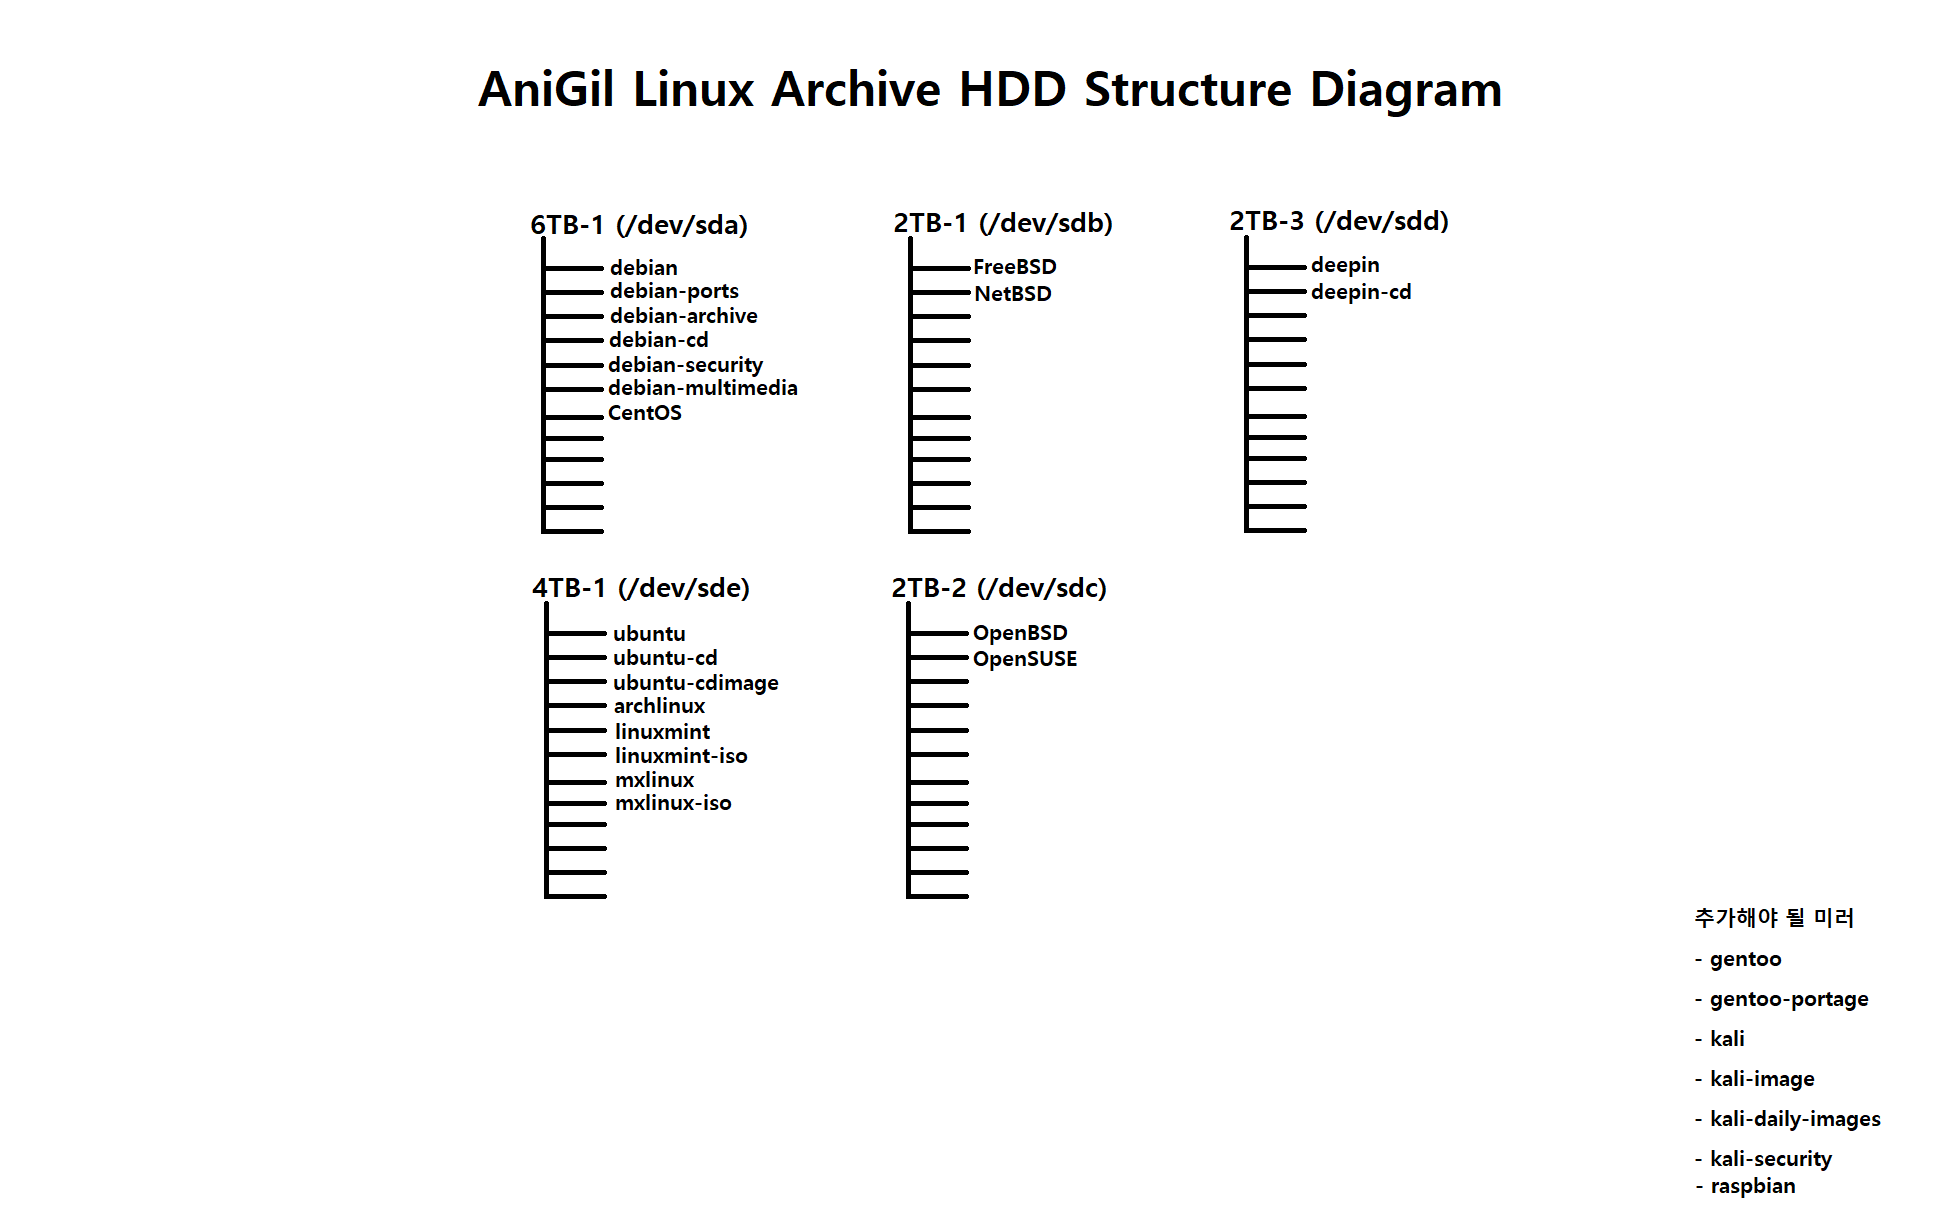 AniGil Linux Archive HDD Structure Diagram
6TB-1 (/dev/sda)
debian
debian-ports
debian-archive
debian-cd
debian-security
debian-multimedia
CentOS
2TB-1 (/dev/sdb)
FreeBSD
NetBSD
2TB-3 (/dev/sdd)
deepin
deepin-cd
4TB-1 (/dev/sde)
ubuntu
ubuntu-cd
ubuntu-cdimage
archlinux
linuxmint
linuxmint-iso
mxlinux
mxlinux-iso
2TB-2 (/dev/sdc)
OpenBSD
OpenSUSE
추가해야 될 미러
- gentoo
- gentoo-portage
- kali
- kali-image
- kali-daily-images
- kali-security
- raspbian